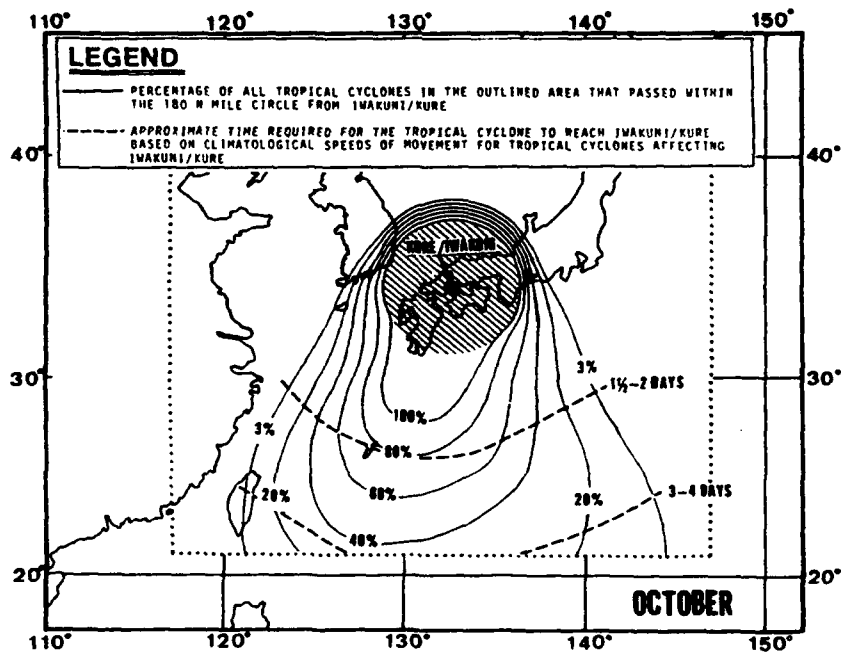 110° 120° 130° 140° 150°
LEGEND
PERCENTAGE OF ALL TROPICAL CYCLONES IN THE OUTLINED AREA THAT PASSED WITHIN
THE 180 N MILE CIRCLE FROM IWAKUNI/KURE
APPROXIMATE TIME REQUIRED FOR THE TROPICAL CYCLONE TO REACH IWAKUNI/KURE
BASED ON CLIMATOLOGICAL SPEEDS OF MOVEMENT FOR TROPICAL CYCLONES AFFECTING
IWAKUNI/KURE
40° 40°
KURE/IWAKUNI
3%
30° 1½-2 DAYS 30°
100%
3%
80%
20% 60% 20% 3-4 DAYS
40%
20° 20°
OCTOBER
110° 120° 130° 140° 150°